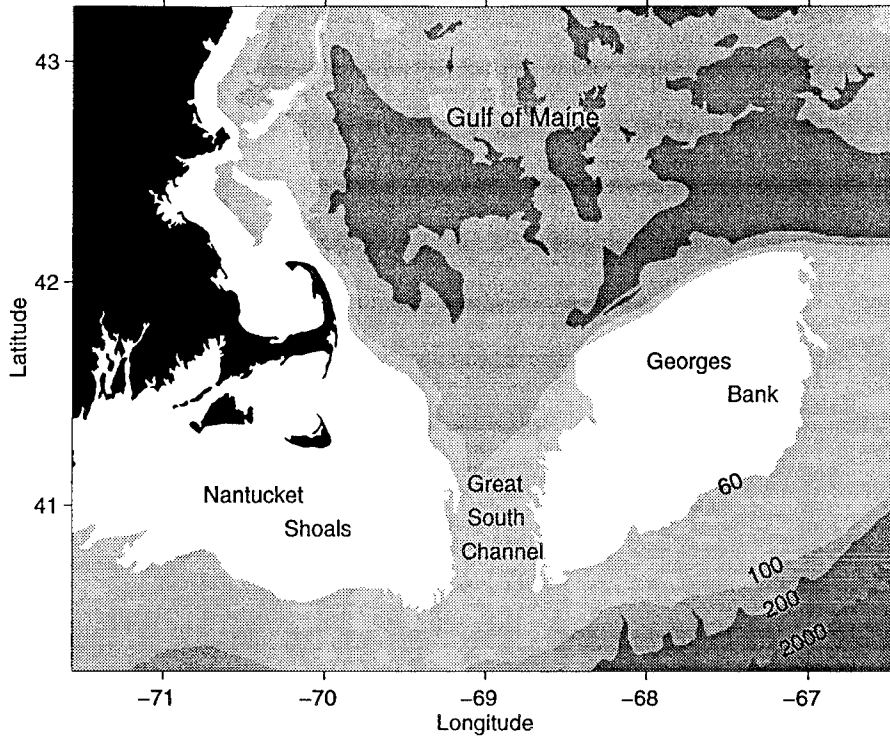 43
Gulf of Maine
42
Latitude
Georges
Bank
60
Great
41
Nantucket
South
Shoals
Channel
100
200
2000
−71
−70
−69
−68
−67
Longitude